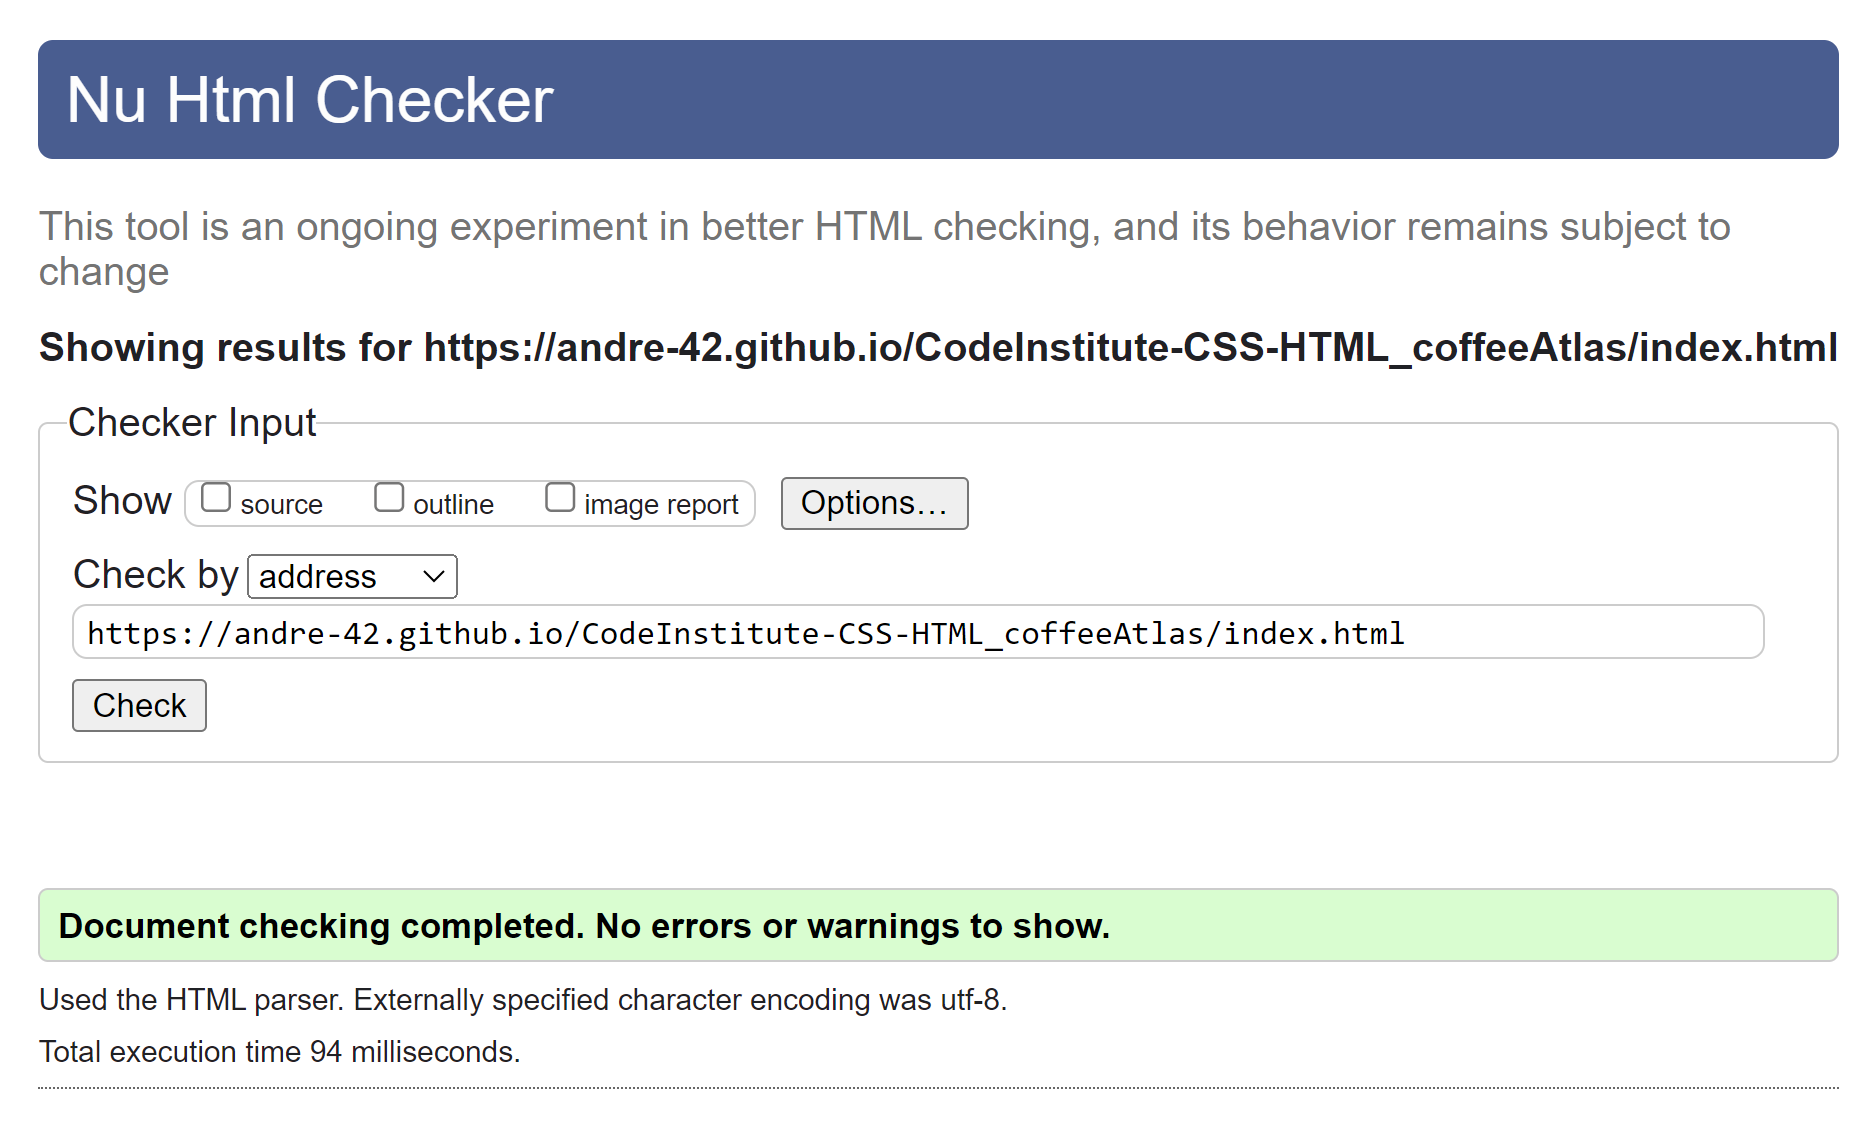 Nu Html Checker
This tool is an ongoing experiment in better HTML checking, and its behavior remains subject to
change
Showing results for https://andre-42.github.io/CodeInstitute-CSS-HTML_coffeeAtlas/index.html
Checker Input
Show source outline image report Options...
Check by address
https://andre-42.github.io/CodeInstitute-CSS-HTML_coffeeAtlas/index.html
Check
Document checking completed. No errors or warnings to show.
Used the HTML parser. Externally specified character encoding was utf-8.
Total execution time 94 milliseconds.